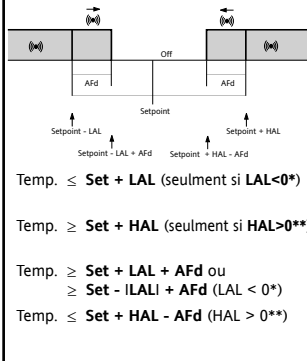 Off
AFd AFd
Setpoint
Setpoint - LAL Setpoint + HAL
Setpoint - LAL + AFd Setpoint + HAL - AFd
Temp. ≤ Set + LAL (seulment si LAL<0*)
Temp. ≥ Set + HAL (seulment si HAL>0**)
Temp. ≥ Set + LAL + AFd ou
≥ Set - ILALI + AFd (LAL < 0*)
Temp. ≤ Set + HAL - AFd (HAL > 0**)